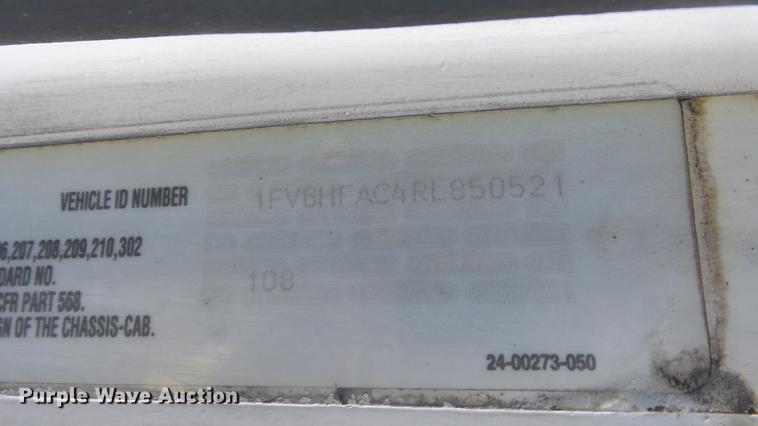 VEHICLE ID NUMBER 1FV6HFAC4RL850521
6,207,208,209,210,302
DARD NO.
CFR PART 568.
GN OF THE CHASSIS-CAB.
108
24-00273-050
Purple Wave Auction